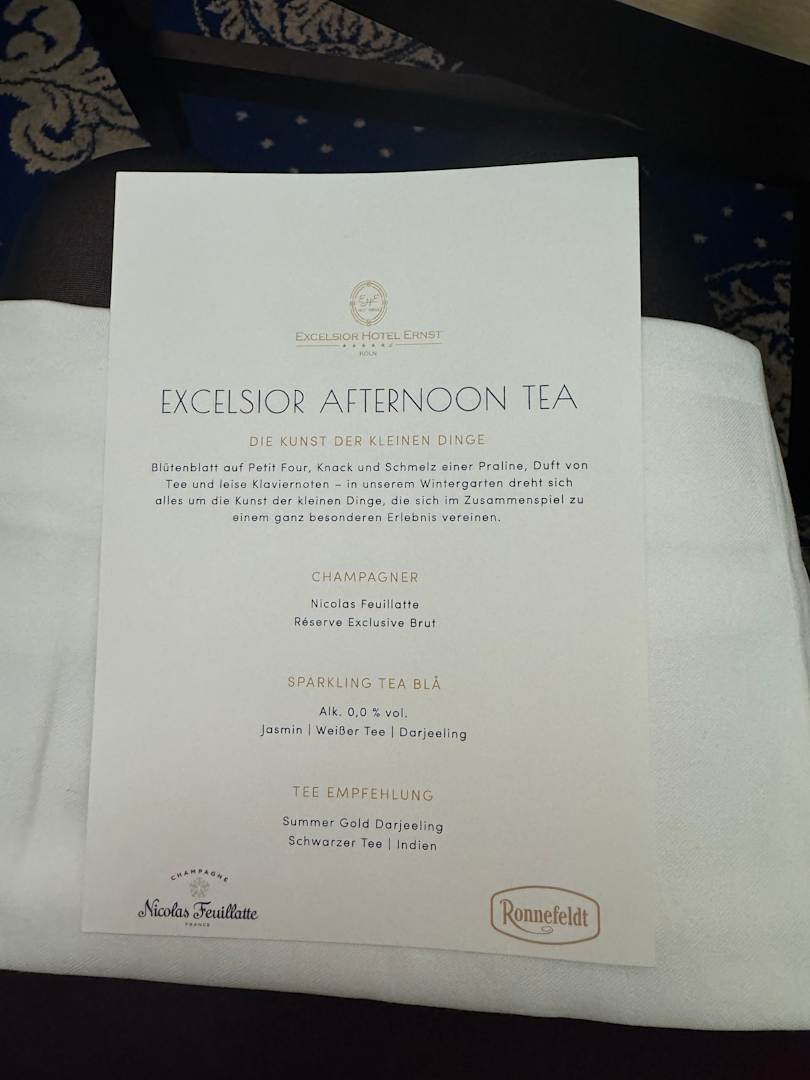 EHE
EXCELSIOR HOTEL ERNST
KÖLN
EXCELSIOR AFTERNOON TEA
DIE KUNST DER KLEINEN DINGE
Blütenblatt auf Petit Four, Knack und Schmelz einer Praline, Duft von
Tee und leise Klaviernoten – in unserem Wintergarten dreht sich
alles um die Kunst der kleinen Dinge, die sich im Zusammenspiel zu
einem ganz besonderen Erlebnis vereinen.
CHAMPAGNER
Nicolas Feuillatte
Réserve Exclusive Brut
SPARKLING TEA BLÅ
Alk. 0,0 % vol.
Jasmin | Weißer Tee | Darjeeling
TEE EMPFEHLUNG
Summer Gold Darjeeling
Schwarzer Tee | Indien
CHAMPAGNE
Nicolas Feuillatte
FRANCE
Ronnefeldt